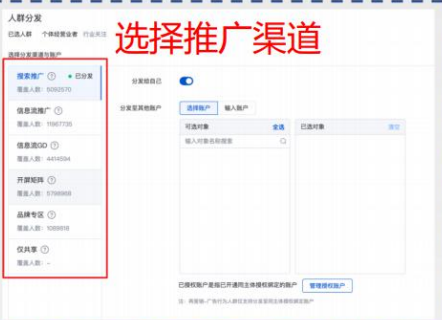 人群分发
选择推广渠道
已选人群 个体经营业者 行业关注
选择分发渠道与账户
搜索推广 已分发
覆盖人数：5092570
信息流推广
覆盖人数：11967735
信息流GD
覆盖人数：4414594
开屏矩阵
覆盖人数：5798968
品牌专区
覆盖人数：1089818
仅共享
覆盖人数：-
分发给自己
分发至其他账户 选择账户 输入账户
可选对象 全选 已选对象 清空
输入对象名称搜索
已授权账户是指已开通同主体授权绑定的账户 管理授权账户